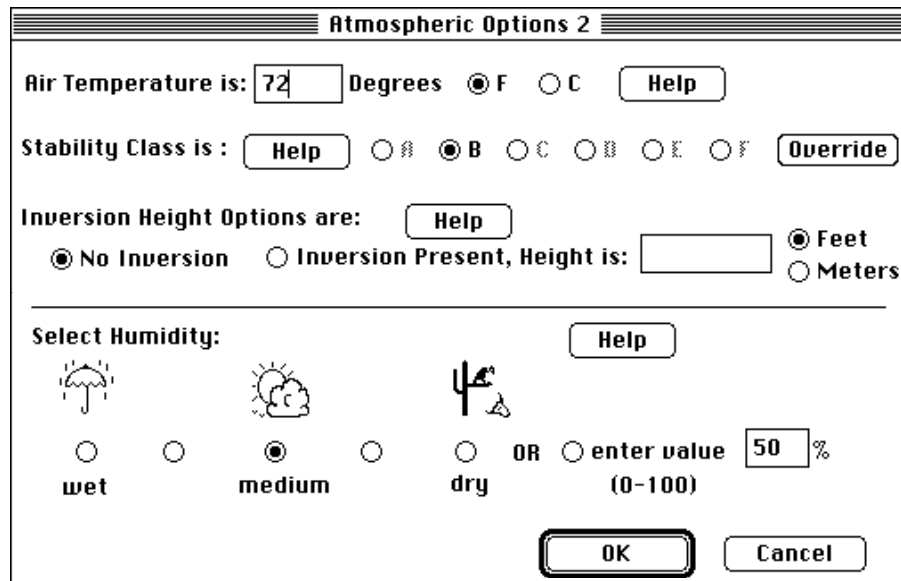 Atmospheric Options 2
Air Temperature is: 72 Degrees F C Help
Stability Class is : Help A B C D E F Override
Inversion Height Options are: Help
No Inversion Inversion Present, Height is: Feet
Meters
Select Humidity: Help
OR enter value 50 %
wet medium dry (0-100)
OK Cancel